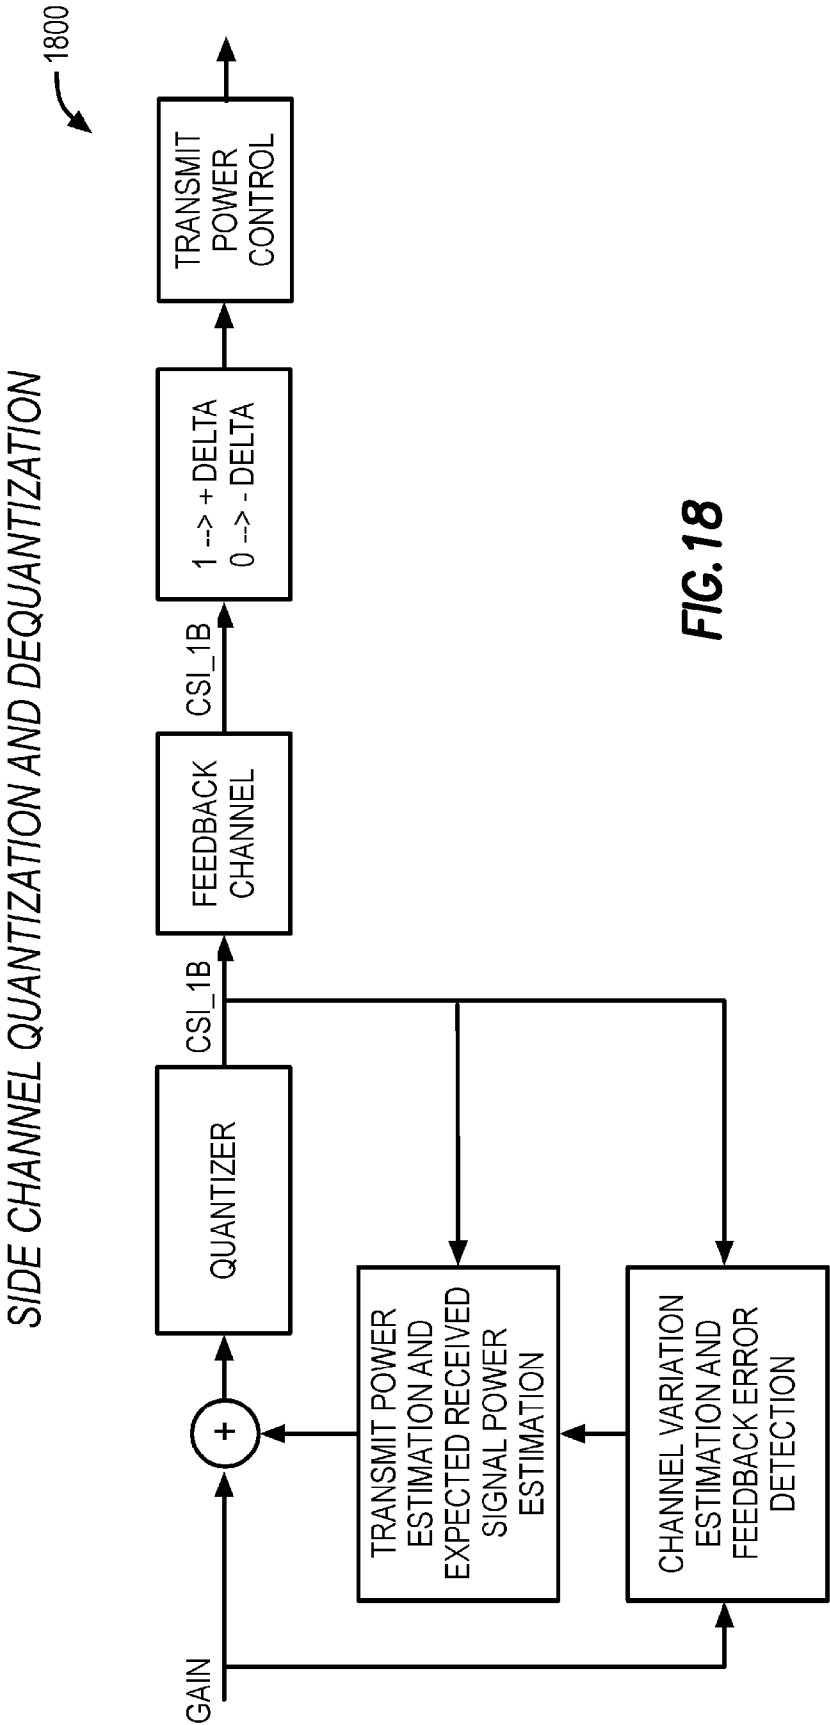 SIDE CHANNEL QUANTIZATION AND DEQUANTIZATION
1800
GAIN
+
QUANTIZER
CSI_1B
FEEDBACK
CHANNEL
CSI_1B
1 --> + DELTA
0 --> - DELTA
TRANSMIT
POWER
CONTROL
TRANSMIT POWER
ESTIMATION AND
EXPECTED RECEIVED
SIGNAL POWER
ESTIMATION
CHANNEL VARIATION
ESTIMATION AND
FEEDBACK ERROR
DETECTION
FIG.18